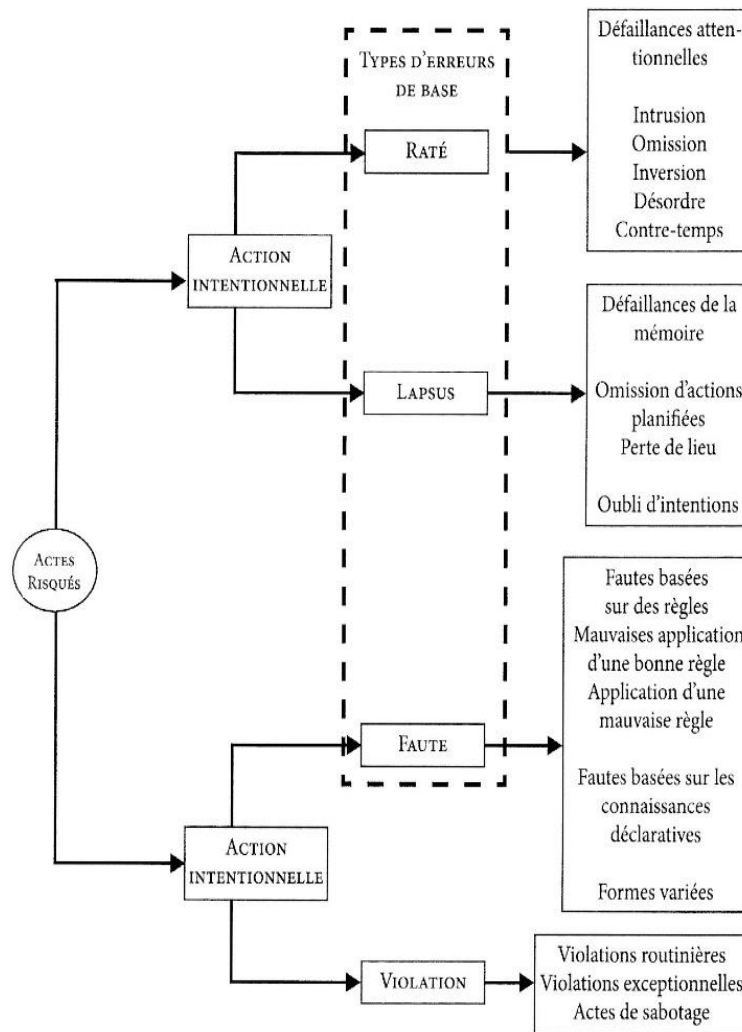 TYPES D'ERREURS
DE BASE
Défaillances atten-
tionnelles
Intrusion
Omission
Inversion
Désordre
Contre-temps
RATÉ
ACTION
INTENTIONNELLE
LAPSUS
Défaillances de la
mémoire
Omission d'actions
planifiées
Perte de lieu
Oubli d'intentions
ACTES
RISQUÉS
Fautes basées
sur des règles
Mauvaises application
d'une bonne règle
Application d'une
mauvaise règle
Fautes basées sur les
connaissances
déclaratives
Formes variées
FAUTE
ACTION
INTENTIONNELLE
VIOLATION
Violations routinières
Violations exceptionnelles
Actes de sabotage